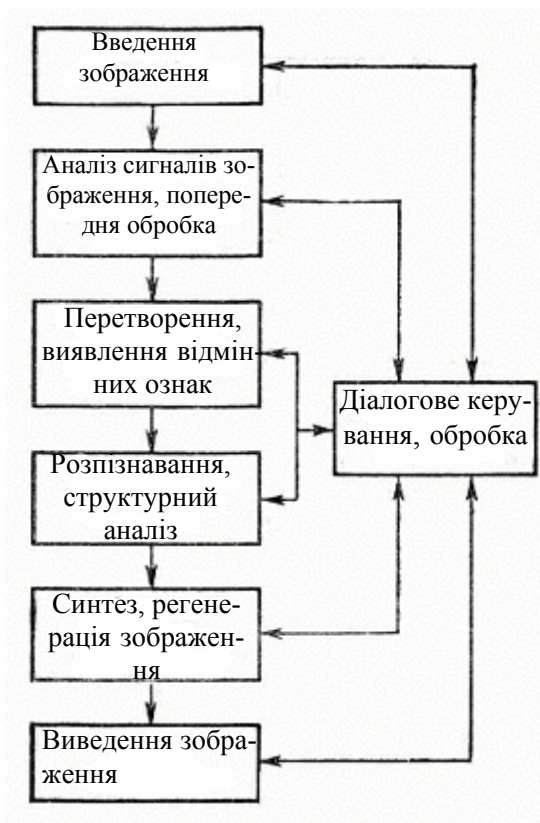 Введення
зображення
Аналіз сигналів зо-
браження, попере-
дня обробка
Перетворення,
виявлення відмін-
них ознак
Діалогове керу-
вання, обробка
Розпізнавання,
структурний
аналіз
Синтез, регене-
рація зображен-
ня
Виведення зобра-
ження